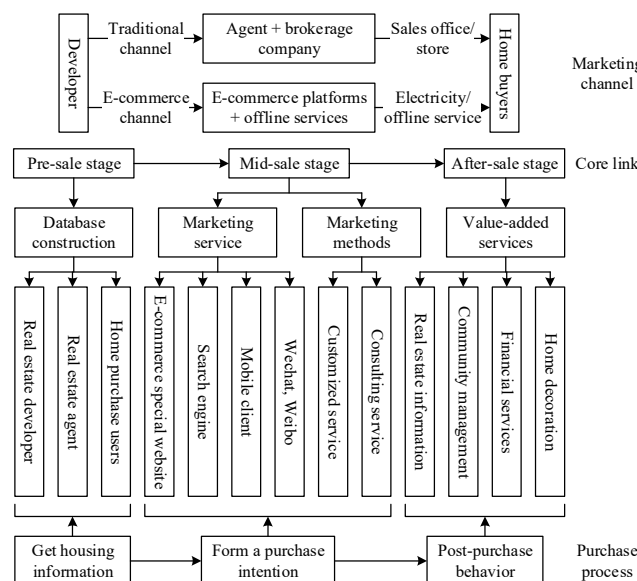 Developer
Traditional
channel
Agent + brokerage
company
Sales office/
store
Home buyers
Marketing
channel
E-commerce
channel
E-commerce platforms
+ offline services
Electricity/
offline service
Pre-sale stage
Mid-sale stage
After-sale stage
Core link
Database
construction
Marketing
service
Marketing
methods
Value-added
services
Real estate developer
Real estate agent
Home purchase users
E-commerce special website
Search engine
Mobile client
Wechat, Weibo
Customized service
Consulting service
Real estate information
Community management
Financial services
Home decoration
Get housing
information
Form a purchase
intention
Post-purchase
behavior
Purchase
process